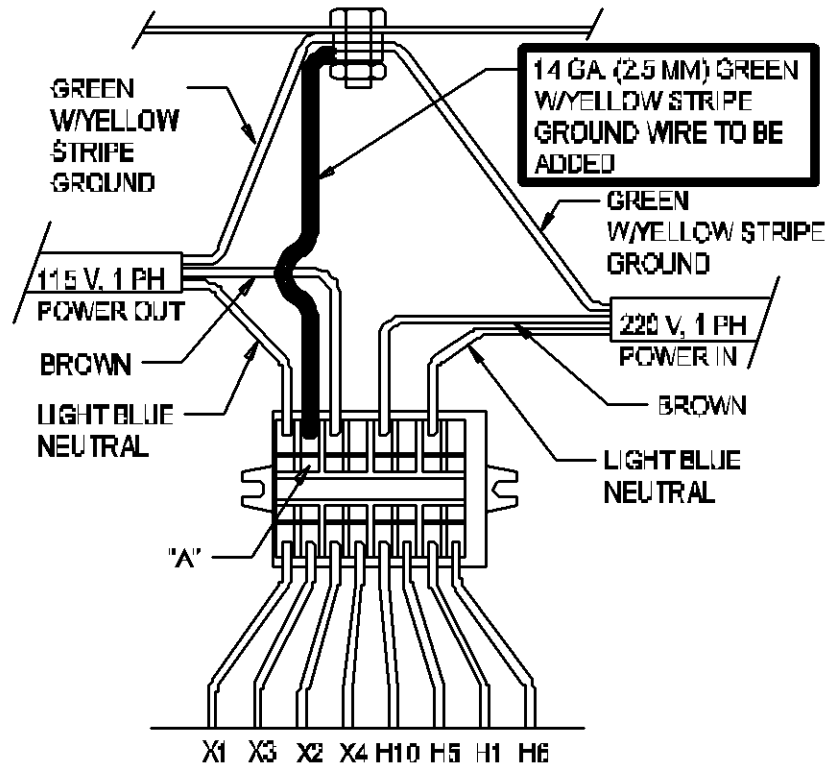 GREEN
W/YELLOW
STRIPE
GROUND
14 GA. (2.5 MM) GREEN
W/YELLOW STRIPE
GROUND WIRE TO BE
ADDED
GREEN
W/YELLOW STRIPE
GROUND
115 V, 1 PH
POWER OUT
220 V, 1 PH
POWER IN
BROWN
BROWN
LIGHT BLUE
NEUTRAL
LIGHT BLUE
NEUTRAL
"A"
X1 X3 X2 X4 H10 H5 H1 H6